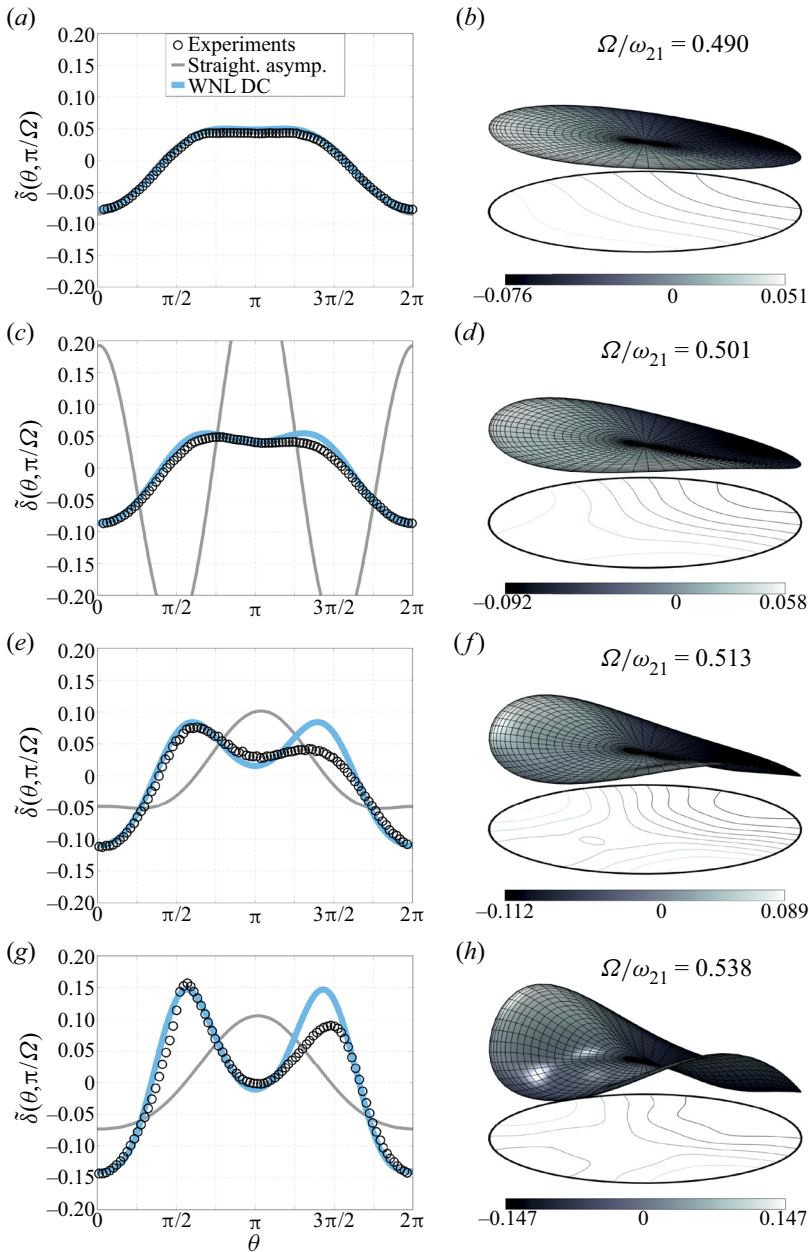 (a)
0.20
0.15
0.10
0.05
0
−0.05
−0.10
−0.15
−0.20
δ̃(θ,π/Ω)
Experiments
Straight. asymp.
WNL DC
0 π/2 π 3π/2 2π
(b)
Ω/ω21 = 0.490
−0.076 0 0.051
(c)
0.20
0.15
0.10
0.05
0
−0.05
−0.10
−0.15
−0.20
δ̃(θ,π/Ω)
0 π/2 π 3π/2 2π
(d)
Ω/ω21 = 0.501
−0.092 0 0.058
(e)
0.20
0.15
0.10
0.05
0
−0.05
−0.10
−0.15
−0.20
δ̃(θ,π/Ω)
0 π/2 π 3π/2 2π
(f)
Ω/ω21 = 0.513
−0.112 0 0.089
(g)
0.20
0.15
0.10
0.05
0
−0.05
−0.10
−0.15
−0.20
δ̃(θ,π/Ω)
0 π/2 π 3π/2 2π
θ
(h)
Ω/ω21 = 0.538
−0.147 0 0.147